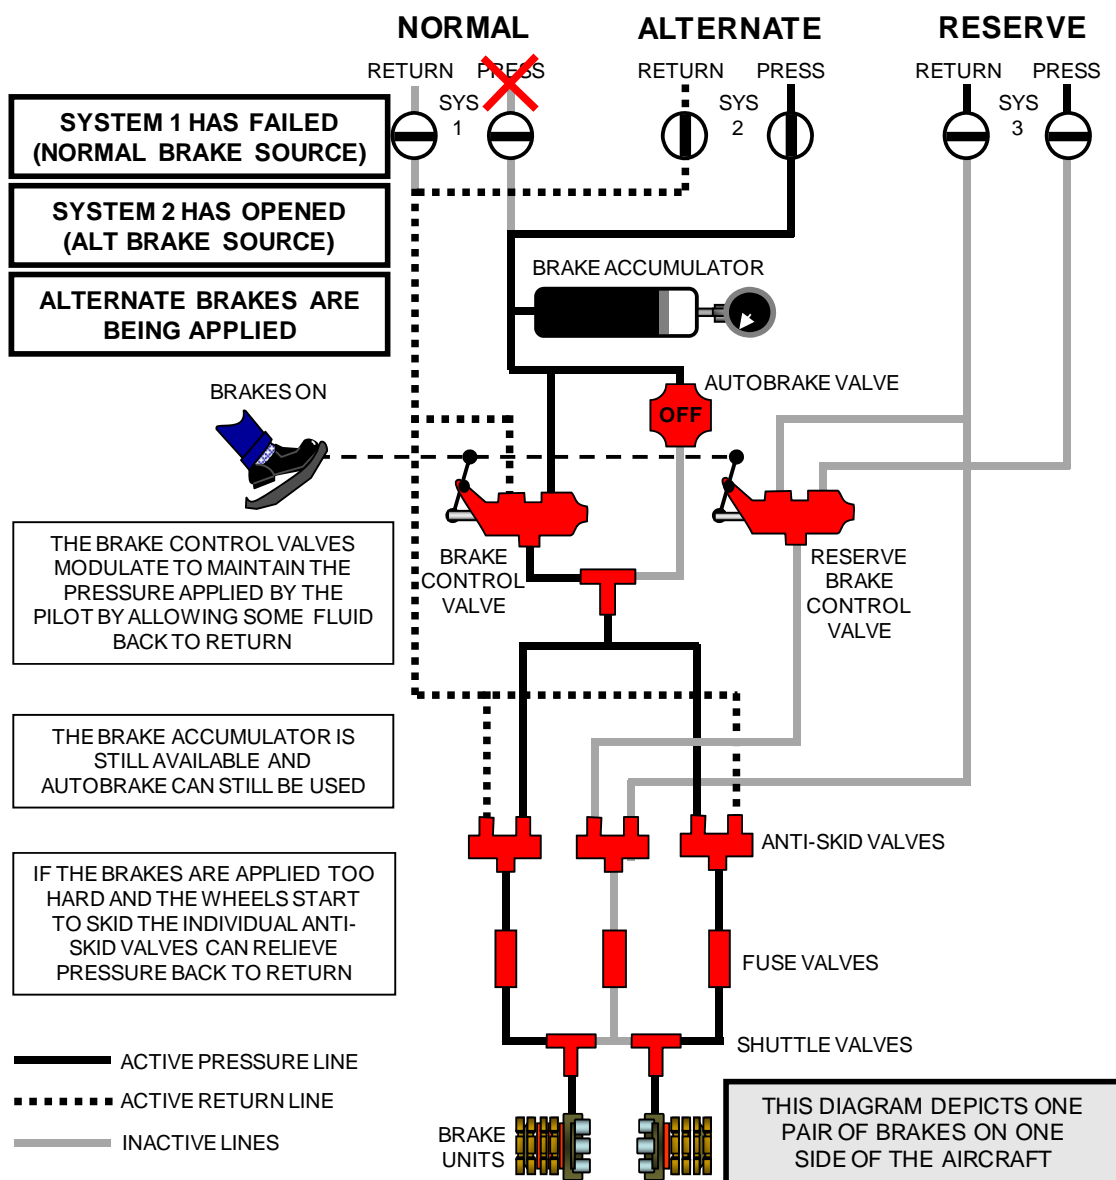 NORMAL
ALTERNATE
RESERVE
RETURN
PRESS
RETURN
PRESS
RETURN
PRESS
SYS
1
SYS
2
SYS
3
SYSTEM 1 HAS FAILED
(NORMAL BRAKE SOURCE)
SYSTEM 2 HAS OPENED
(ALT BRAKE SOURCE)
ALTERNATE BRAKES ARE
BEING APPLIED
BRAKE ACCUMULATOR
AUTOBRAKE VALVE
OFF
BRAKES ON
BRAKE
CONTROL
VALVE
RESERVE
BRAKE
CONTROL
VALVE
THE BRAKE CONTROL VALVES
MODULATE TO MAINTAIN THE
PRESSURE APPLIED BY THE
PILOT BY ALLOWING SOME FLUID
BACK TO RETURN
THE BRAKE ACCUMULATOR IS
STILL AVAILABLE AND
AUTOBRAKE CAN STILL BE USED
ANTI-SKID VALVES
IF THE BRAKES ARE APPLIED TOO
HARD AND THE WHEELS START
TO SKID THE INDIVIDUAL ANTI-
SKID VALVES CAN RELIEVE
PRESSURE BACK TO RETURN
FUSE VALVES
SHUTTLE VALVES
ACTIVE PRESSURE LINE
ACTIVE RETURN LINE
INACTIVE LINES
BRAKE
UNITS
THIS DIAGRAM DEPICTS ONE
PAIR OF BRAKES ON ONE
SIDE OF THE AIRCRAFT